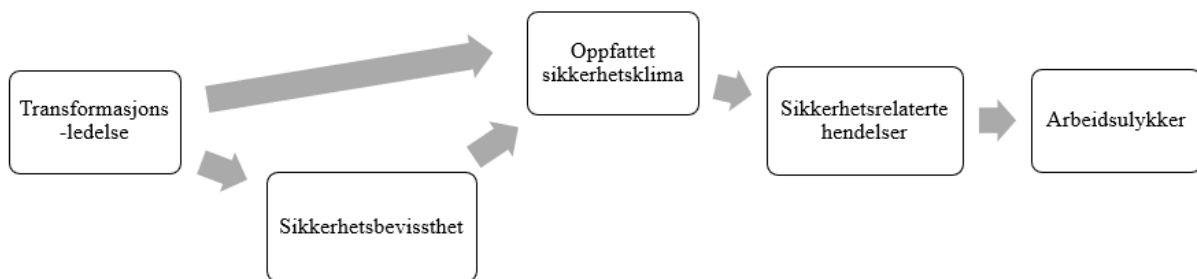 Transformasjons
-ledelse
Sikkerhetsbevissthet
Oppfattet
sikkerhetsklima
Sikkerhetsrelaterte
hendelser
Arbeidsulykker